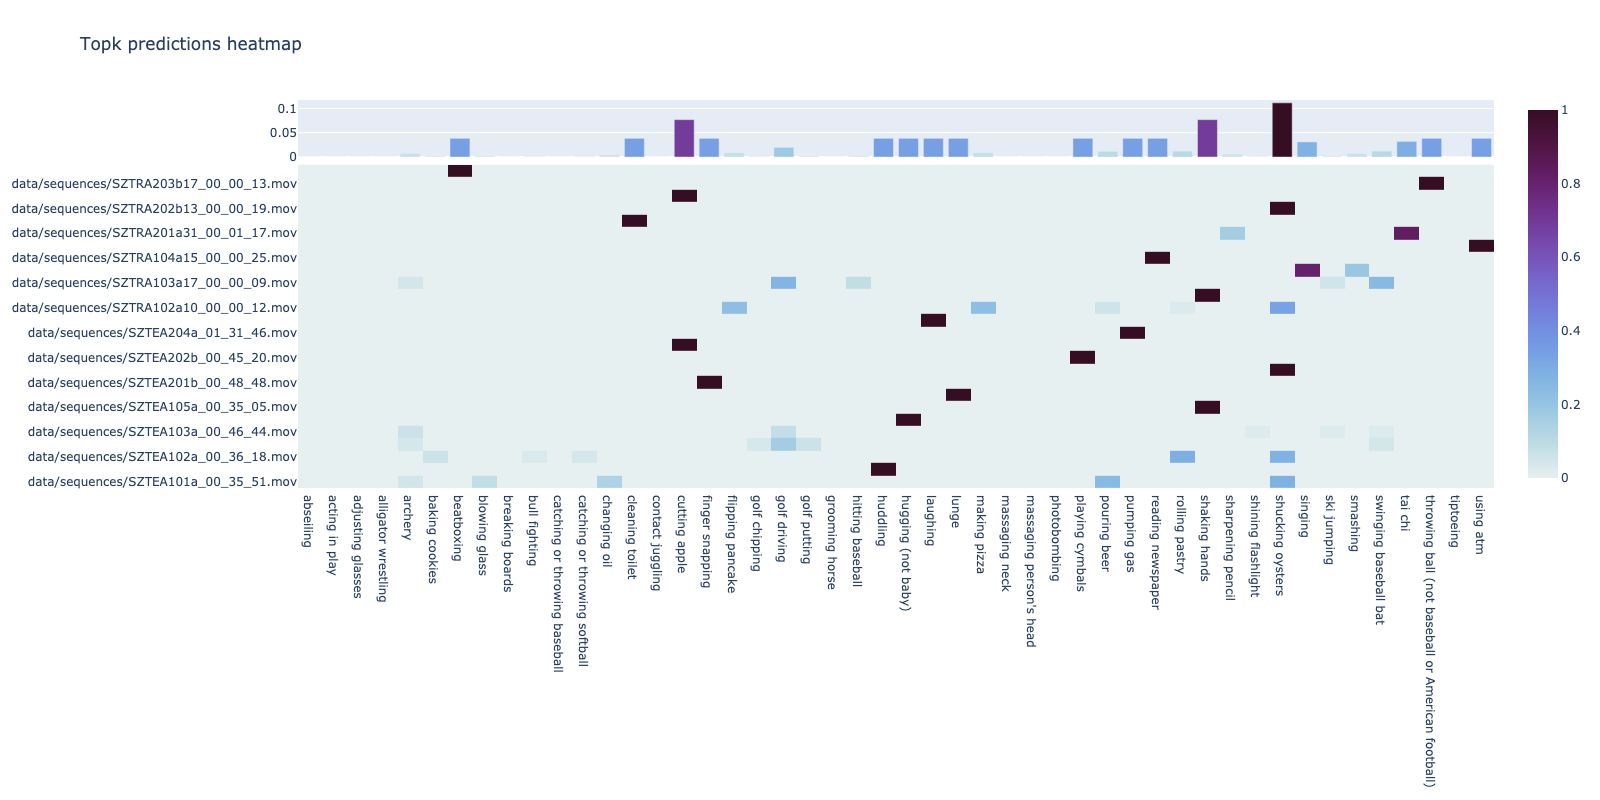 Topk predictions heatmap
0.1
0.05
0
data/sequences/SZTRA203b17_00_00_13.mov
data/sequences/SZTRA202b13_00_00_19.mov
data/sequences/SZTRA201a31_00_01_17.mov
data/sequences/SZTRA104a15_00_00_25.mov
data/sequences/SZTRA103a17_00_00_09.mov
data/sequences/SZTRA102a10_00_00_12.mov
data/sequences/SZTEA204a_01_31_46.mov
data/sequences/SZTEA202b_00_45_20.mov
data/sequences/SZTEA201b_00_48_48.mov
data/sequences/SZTEA105a_00_35_05.mov
data/sequences/SZTEA103a_00_46_44.mov
data/sequences/SZTEA102a_00_36_18.mov
data/sequences/SZTEA101a_00_35_51.mov
abseiling
acting in play
adjusting glasses
alligator wrestling
archery
baking cookies
beatboxing
blowing glass
breaking boards
bull fighting
catching or throwing baseball
catching or throwing softball
changing oil
cleaning toilet
contact juggling
cutting apple
finger snapping
flipping pancake
golf chipping
golf driving
golf putting
grooming horse
hitting baseball
huddling
hugging (not baby)
laughing
lunge
making pizza
massaging neck
massaging person's head
photobombing
playing cymbals
pouring beer
pumping gas
reading newspaper
rolling pastry
shaking hands
sharpening pencil
shining flashlight
shucking oysters
singing
ski jumping
smashing
swinging baseball bat
tai chi
throwing ball (not baseball or American football)
tiptoeing
using atm
1
0.8
0.6
0.4
0.2
0